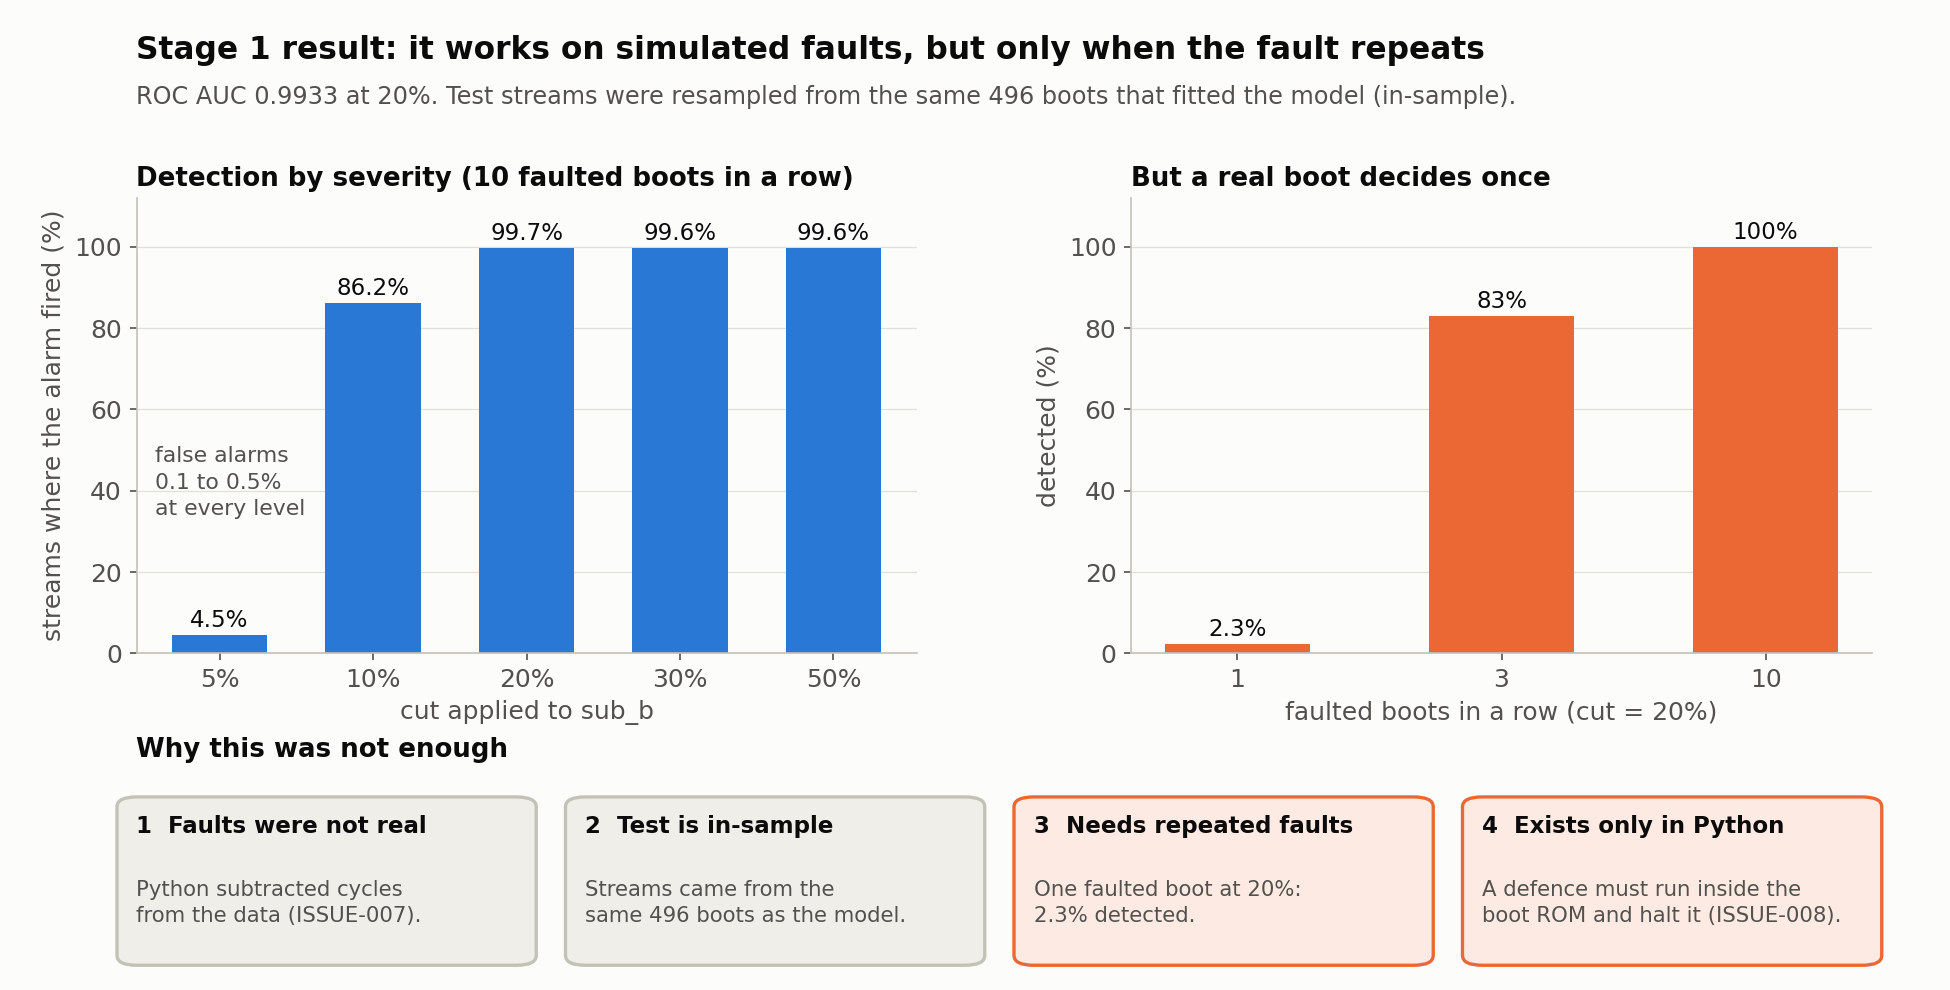 Stage 1 result: it works on simulated faults, but only when the fault repeats
ROC AUC 0.9933 at 20%. Test streams were resampled from the same 496 boots that fitted the model (in-sample).
Detection by severity (10 faulted boots in a row)
streams where the alarm fired (%)
100
80
60
40
20
0
4.5%
86.2%
99.7%
99.6%
99.6%
false alarms
0.1 to 0.5%
at every level
5%
10%
20%
30%
50%
cut applied to sub_b
But a real boot decides once
detected (%)
100
80
60
40
20
0
2.3%
83%
100%
1
3
10
faulted boots in a row (cut = 20%)
Why this was not enough
1 Faults were not real
Python subtracted cycles
from the data (ISSUE-007).
2 Test is in-sample
Streams came from the
same 496 boots as the model.
3 Needs repeated faults
One faulted boot at 20%:
2.3% detected.
4 Exists only in Python
A defence must run inside the
boot ROM and halt it (ISSUE-008).